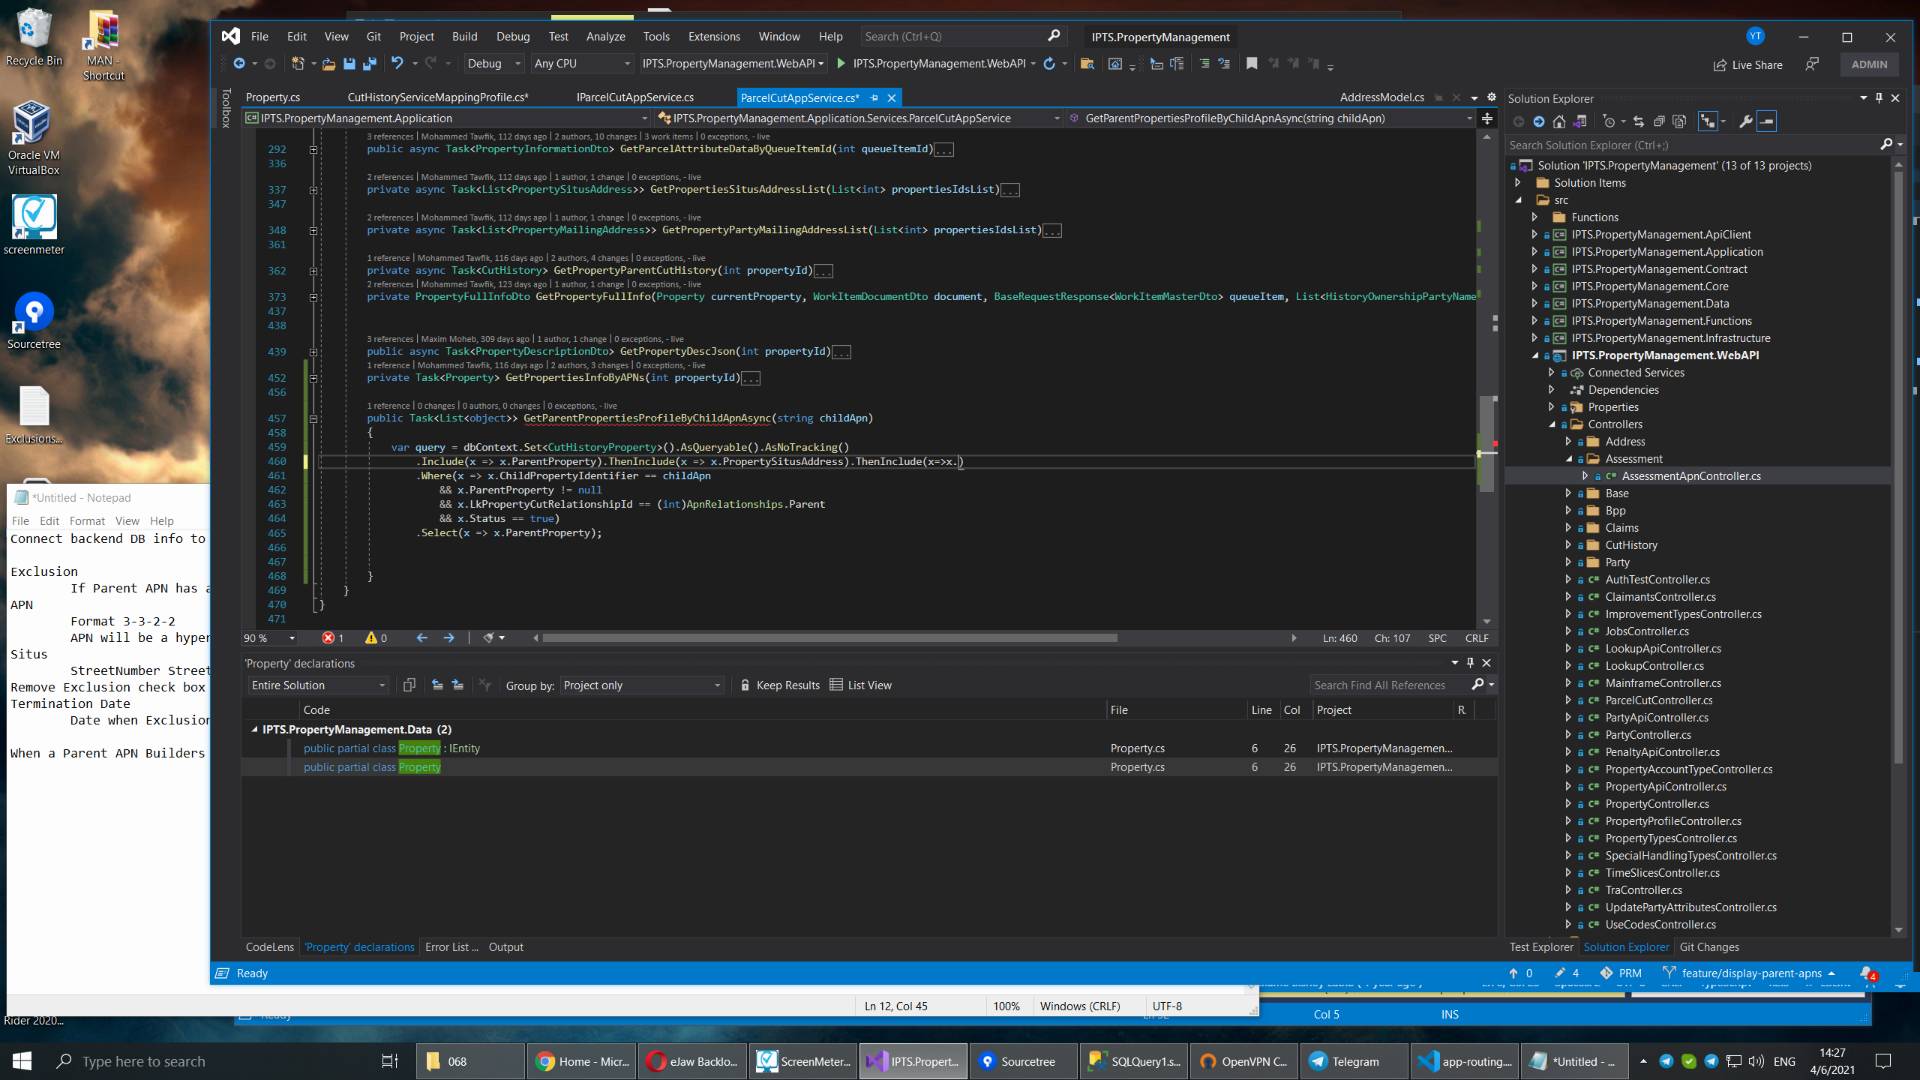 Recycle Bin
MAN - Shortcut
Oracle VM VirtualBox
screenmeter
Sourcetree
Exclusions...
Rider 2020...
File Edit View Git Project Build Debug Test Analyze Tools Extensions Window Help Search (Ctrl+Q) IPTS.PropertyManagement YT
Debug Any CPU IPTS.PropertyManagement.WebAPI IPTS.PropertyManagement.WebAPI Live Share ADMIN
Toolbox
Property.cs CutHistoryServiceMappingProfile.cs* IParcelCutAppService.cs ParcelCutAppService.cs* AddressModel.cs
IPTS.PropertyManagement.Application IPTS.PropertyManagement.Application.Services.ParcelCutAppService GetParentPropertiesProfileByChildApnAsync(string childApn)
3 references | Mohammed Tawfik, 112 days ago | 2 authors, 10 changes | 3 work items | 0 exceptions, - live
292 public async Task<PropertyInformationDto> GetParcelAttributeDataByQueueItemId(int queueItemId)...
336
2 references | Mohammed Tawfik, 112 days ago | 1 author, 1 change | 0 exceptions, - live
337 private async Task<List<PropertySitusAddress>> GetPropertiesSitusAddressList(List<int> propertiesIdsList)...
347
2 references | Mohammed Tawfik, 112 days ago | 1 author, 1 change | 0 exceptions, - live
348 private async Task<List<PropertyMailingAddress>> GetPropertyPartyMailingAddressList(List<int> propertiesIdsList)...
361
1 reference | Mohammed Tawfik, 116 days ago | 2 authors, 4 changes | 0 exceptions, - live
362 private async Task<CutHistory> GetPropertyParentCutHistory(int propertyId)...
2 references | Mohammed Tawfik, 123 days ago | 1 author, 1 change | 0 exceptions, - live
373 private PropertyFullInfoDto GetPropertyFullInfo(Property currentProperty, WorkItemDocumentDto document, BaseRequestResponse<WorkItemMasterDto> queueItem, List<HistoryOwnershipPartyName
437
438
3 references | Maxim Moheb, 309 days ago | 1 author, 1 change | 0 exceptions, - live
439 public async Task<PropertyDescriptionDto> GetPropertyDescJson(int propertyId)...
1 reference | Mohammed Tawfik, 116 days ago | 2 authors, 3 changes | 0 exceptions, - live
452 private Task<Property> GetPropertiesInfoByAPNs(int propertyId)...
456
1 reference | 0 changes | 0 authors, 0 changes | 0 exceptions, - live
457 public Task<List<object>> GetParentPropertiesProfileByChildApnAsync(string childApn)
458 {
459 var query = dbContext.Set<CutHistoryProperty>().AsQueryable().AsNoTracking()
460 .Include(x => x.ParentProperty).ThenInclude(x => x.PropertySitusAddress).ThenInclude(x=>x.)
461 .Where(x => x.ChildPropertyIdentifier == childApn
462 && x.ParentProperty != null
463 && x.LkPropertyCutRelationshipId == (int)ApnRelationships.Parent
464 && x.Status == true)
465 .Select(x => x.ParentProperty);
466
467
468 }
469 }
470 }
471
90 % 1 0 Ln: 460 Ch: 107 SPC CRLF
'Property' declarations
Entire Solution Group by: Project only Keep Results List View Search Find All References
Code File Line Col Project R
IPTS.PropertyManagement.Data (2)
public partial class Property : IEntity Property.cs 6 26 IPTS.PropertyManagemen...
public partial class Property Property.cs 6 26 IPTS.PropertyManagemen...
CodeLens 'Property' declarations Error List ... Output
Solution Explorer
Search Solution Explorer (Ctrl+;)
Solution 'IPTS.PropertyManagement' (13 of 13 projects)
Solution Items
src
Functions
IPTS.PropertyManagement.ApiClient
IPTS.PropertyManagement.Application
IPTS.PropertyManagement.Contract
IPTS.PropertyManagement.Core
IPTS.PropertyManagement.Data
IPTS.PropertyManagement.Functions
IPTS.PropertyManagement.Infrastructure
IPTS.PropertyManagement.WebAPI
Connected Services
Dependencies
Properties
Controllers
Address
Assessment
AssessmentApnController.cs
Base
Bpp
Claims
CutHistory
Party
AuthTestController.cs
ClaimantsController.cs
ImprovementTypesController.cs
JobsController.cs
LookupApiController.cs
LookupController.cs
MainframeController.cs
ParcelCutController.cs
PartyApiController.cs
PartyController.cs
PenaltyApiController.cs
PropertyAccountTypeController.cs
PropertyApiController.cs
PropertyController.cs
PropertyProfileController.cs
PropertyTypesController.cs
SpecialHandlingTypesController.cs
TimeSlicesController.cs
TraController.cs
UpdatePartyAttributesController.cs
UseCodesController.cs
Test Explorer Solution Explorer Git Changes
Ready 0 4 PRM feature/display-parent-apns 4
*Untitled - Notepad
File Edit Format View Help
Connect backend DB info to
Exclusion
If Parent APN has a
APN
Format 3-3-2-2
APN will be a hyper
Situs
StreetNumber Street
Remove Exclusion check box
Termination Date
Date when Exclusion
When a Parent APN Builders
Ln 12, Col 45 100% Windows (CRLF) UTF-8
Ready Col 5 INS
Type here to search 068 Home - Micr... eJaw Backlo... ScreenMeter... IPTS.Propert... Sourcetree SQLQuery1.s... OpenVPN C... Telegram app-routing.... *Untitled - ... ENG 14:27
4/6/2021